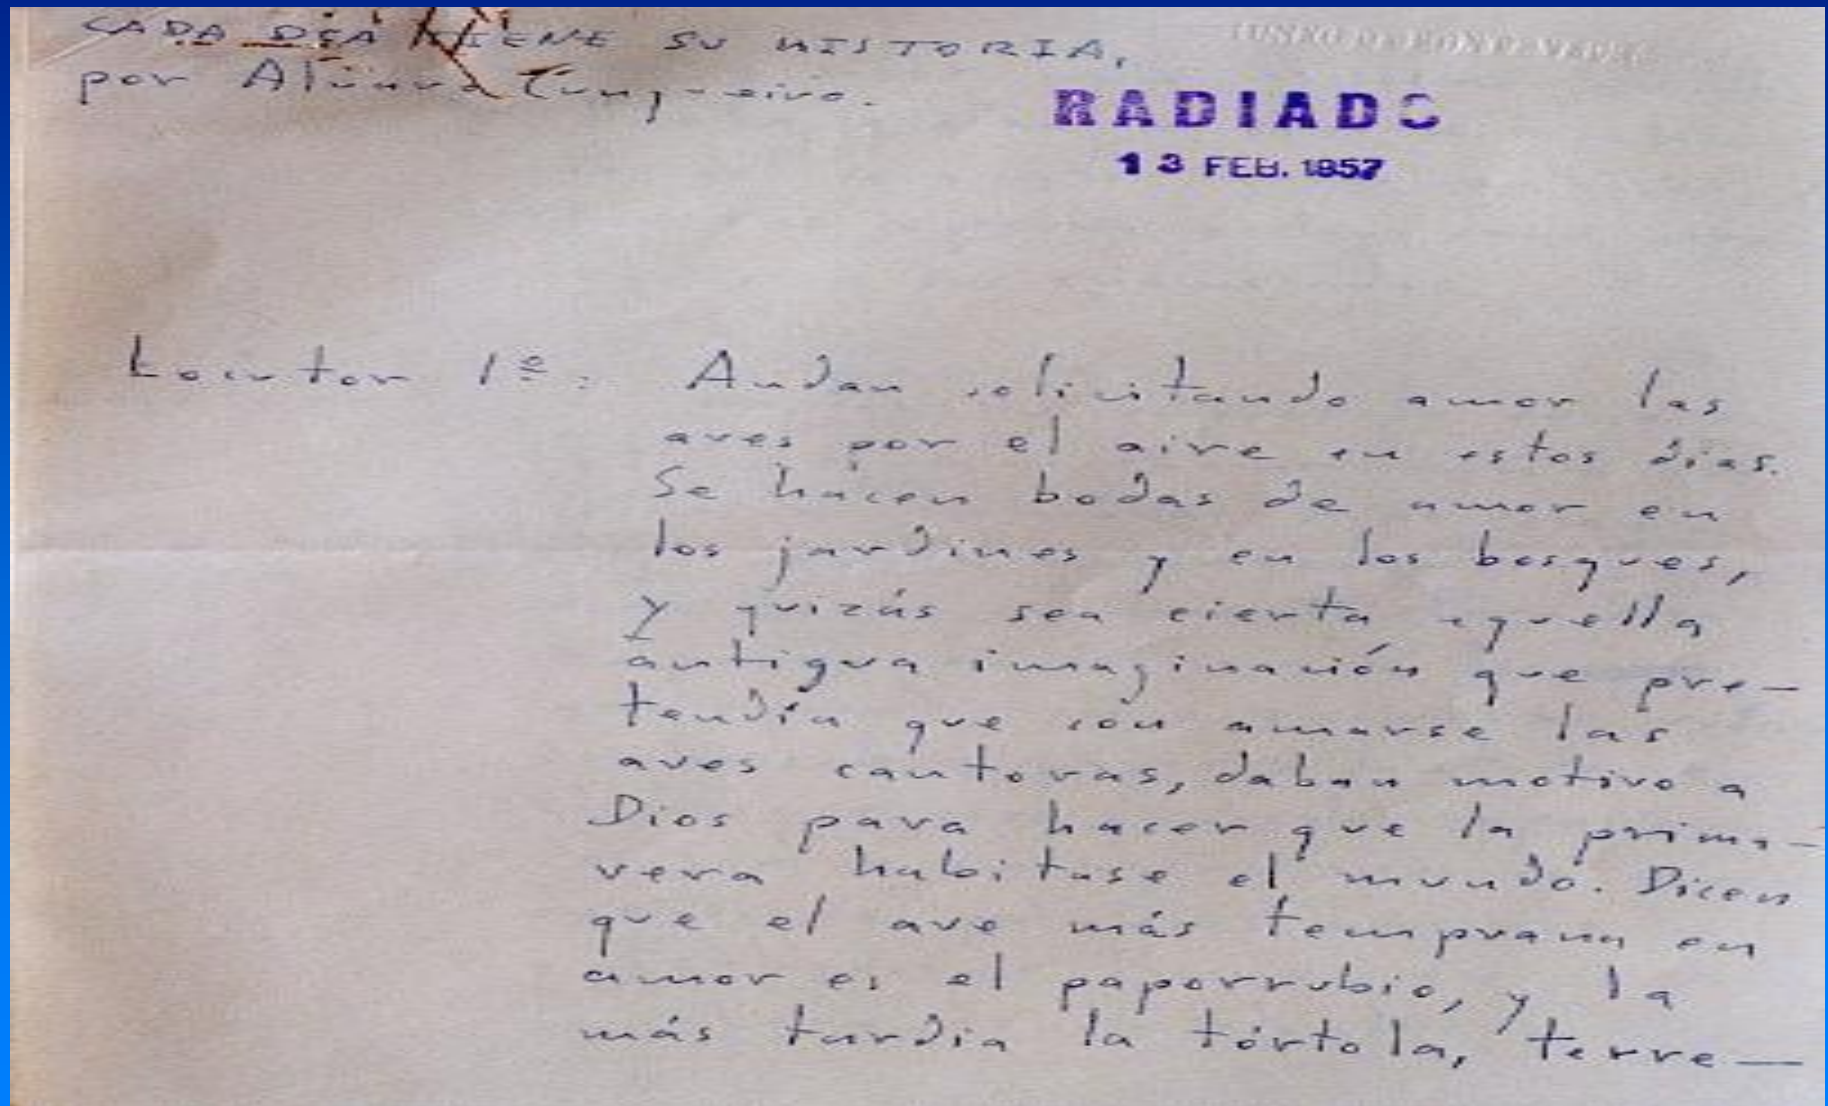 CADA DÍA TIENE SU HISTORIA,
por Álvaro Cunqueiro.
MUSEO DE PONTEVEDRA
RADIADO
13 FEB. 1957
Locutor 1º: Andan solicitando amor las
aves por el aire en estos días.
Se hacen bodas de amor en
los jardines y en los bosques,
y quizás sea cierta aquella
antigua imaginación que pre-
tendía que con amarse las
aves cantoras, daban motivo a
Dios para hacer que la prima-
vera habitase el mundo. Dicen
que el ave más temprana en
amor es el paporrubio, y la
más tardía la tórtola, terre-